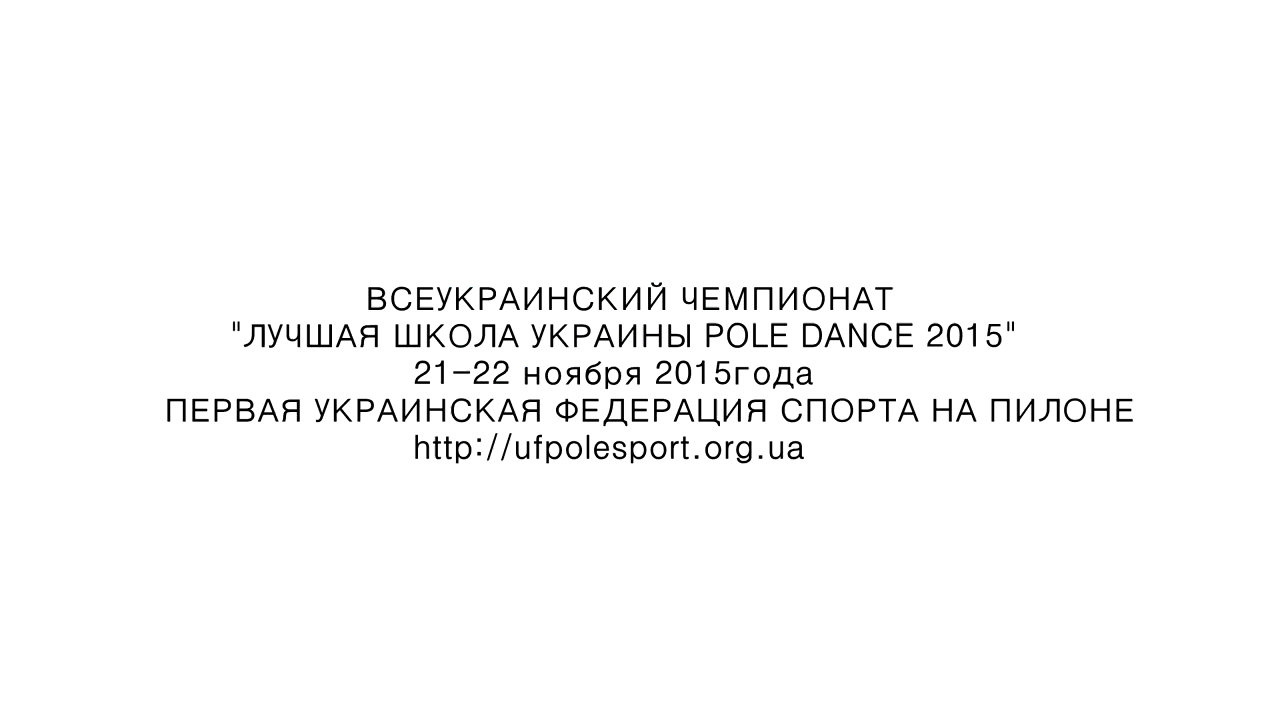 ВСЕУКРАИНСКИЙ ЧЕМПИОНАТ
"ЛУЧШАЯ ШКОЛА УКРАИНЫ POLE DANCE 2015"
21-22 ноября 2015года
ПЕРВАЯ УКРАИНСКАЯ ФЕДЕРАЦИЯ СПОРТА НА ПИЛОНЕ
http://ufpolesport.org.ua